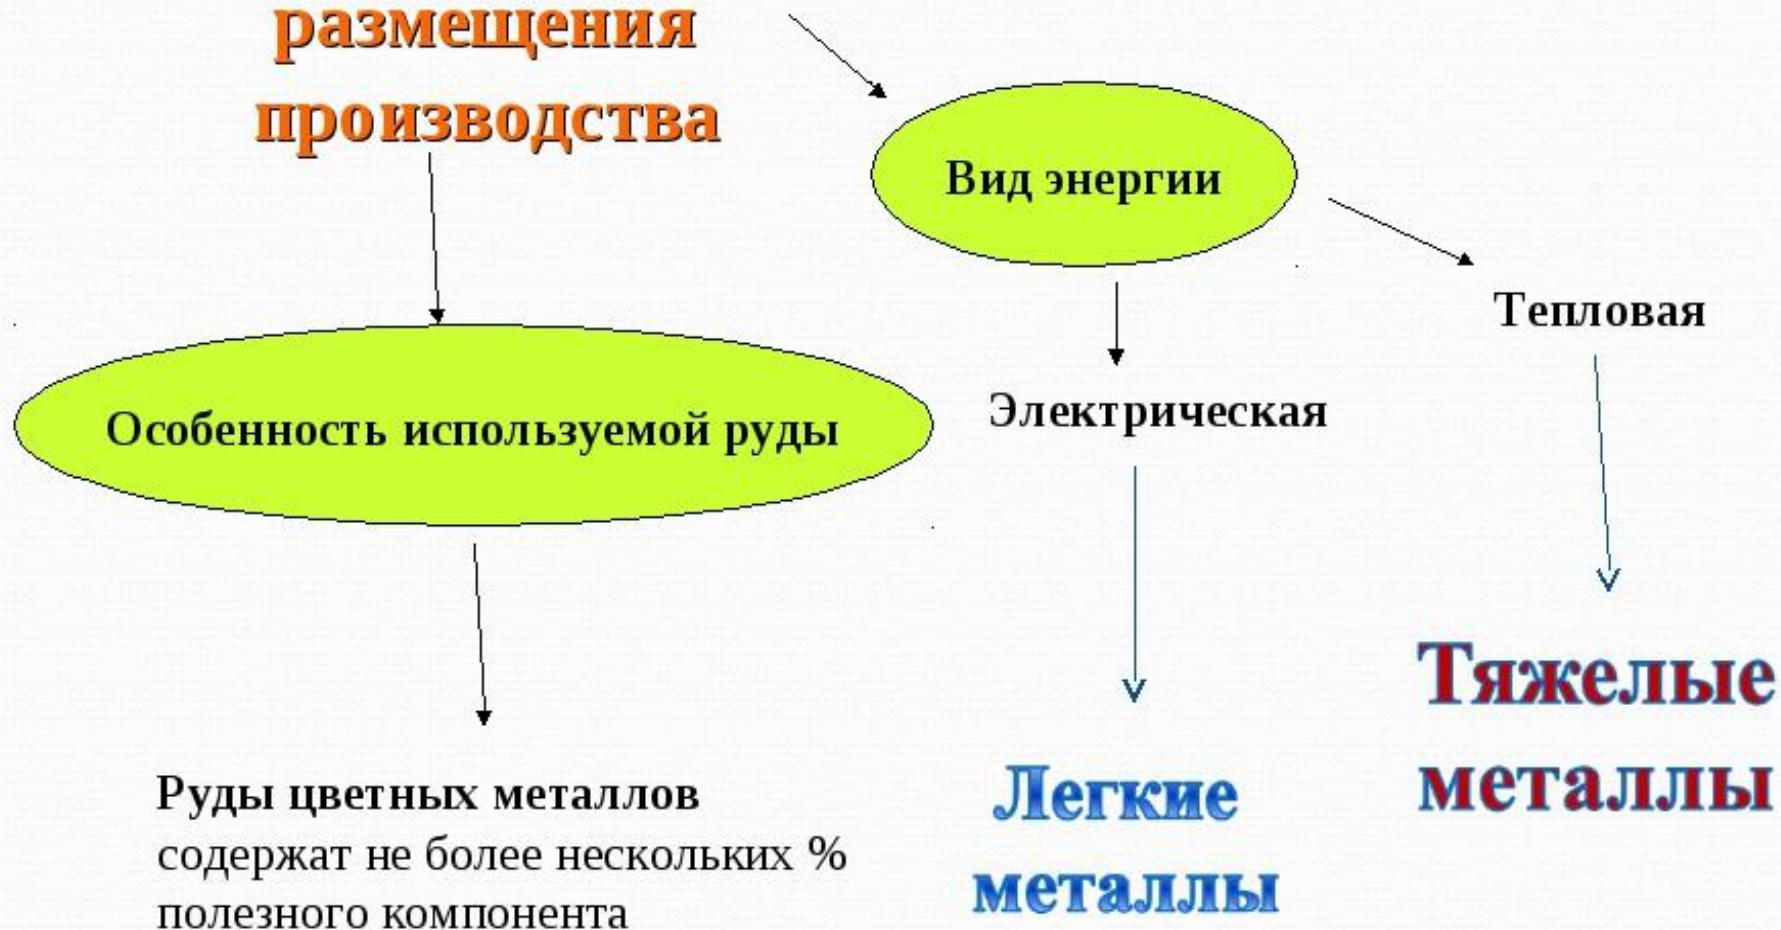 размещения
производства
Вид энергии
Тепловая
Электрическая
Особенность используемой руды
Тяжелые
металлы
Легкие
металлы
Руды цветных металлов
содержат не более нескольких %
полезного компонента